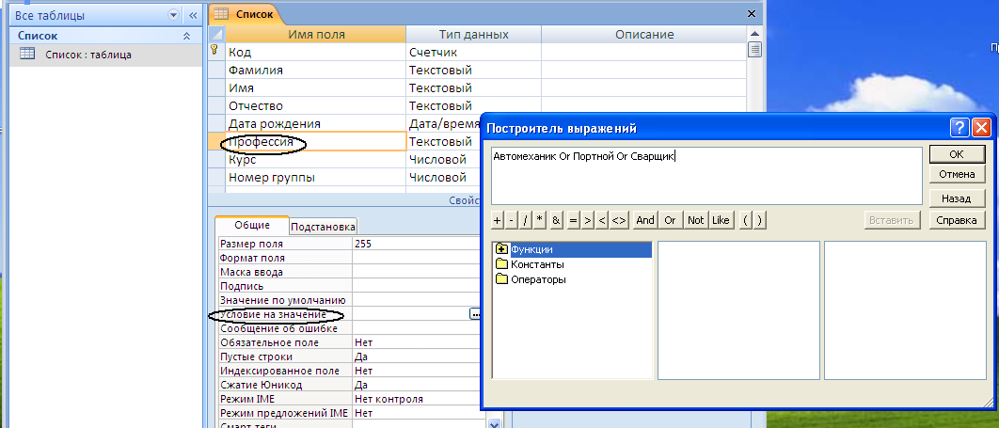 Все таблицы
Список
Список : таблица
Список
Имя поля Тип данных Описание
Код Счетчик
Фамилия Текстовый
Имя Текстовый
Отчество Текстовый
Дата рождения Дата/время
Профессия Текстовый
Курс Числовой
Номер группы Числовой
Свойс
Общие Подстановка
Размер поля 255
Формат поля
Маска ввода
Подпись
Значение по умолчанию
Условие на значение ...
Сообщение об ошибке
Обязательное поле Нет
Пустые строки Да
Индексированное поле Нет
Сжатие Юникод Да
Режим IME Нет контроля
Режим предложений IME Нет
Смарт-теги
Построитель выражений
Автомеханик Or Портной Or Сварщик
OK
Отмена
Назад
Справка
+ - / * & = > < <> And Or Not Like ( ) Вставить
Функции
Константы
Операторы